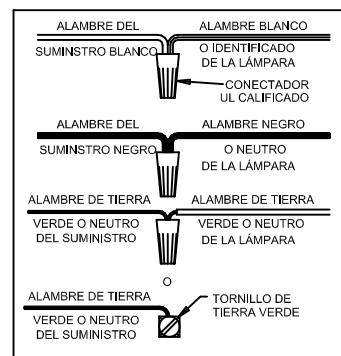 ALAMBRE DEL ALAMBRE BLANCO
SUMINISTRO BLANCO O IDENTIFICADO
DE LA LÁMPARA
CONECTADOR
UL CALIFICADO
ALAMBRE DEL ALAMBRE NEGRO
SUMINISTRO NEGRO O NEUTRO
DE LA LÁMPARA
ALAMBRE DE TIERRA ALAMBRE DE TIERRA
VERDE O NEUTRO VERDE O NEUTRO
DEL SUMINISTRO DE LA LÁMPARA
O
ALAMBRE DE TIERRA TORNILLO DE
VERDE O NEUTRO TIERRA VERDE
DEL SUMINISTRO